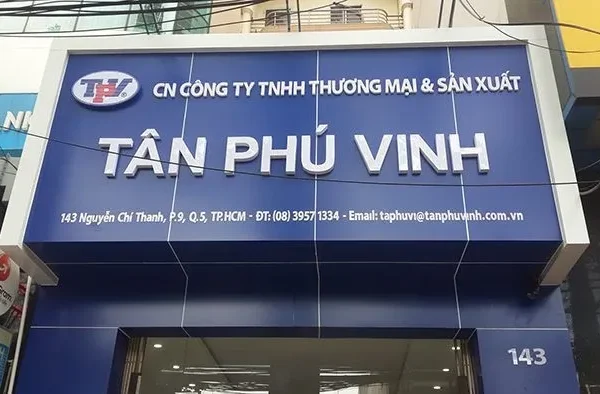 TPV CN CÔNG TY TNHH THƯƠNG MẠI & SẢN XUẤT
TÂN PHÚ VINH
143 Nguyễn Chí Thanh, P.9, Q.5, TP.HCM - ĐT: (08) 3957 1334 - Email: taphuvi@tanphuvinh.com.vn
143